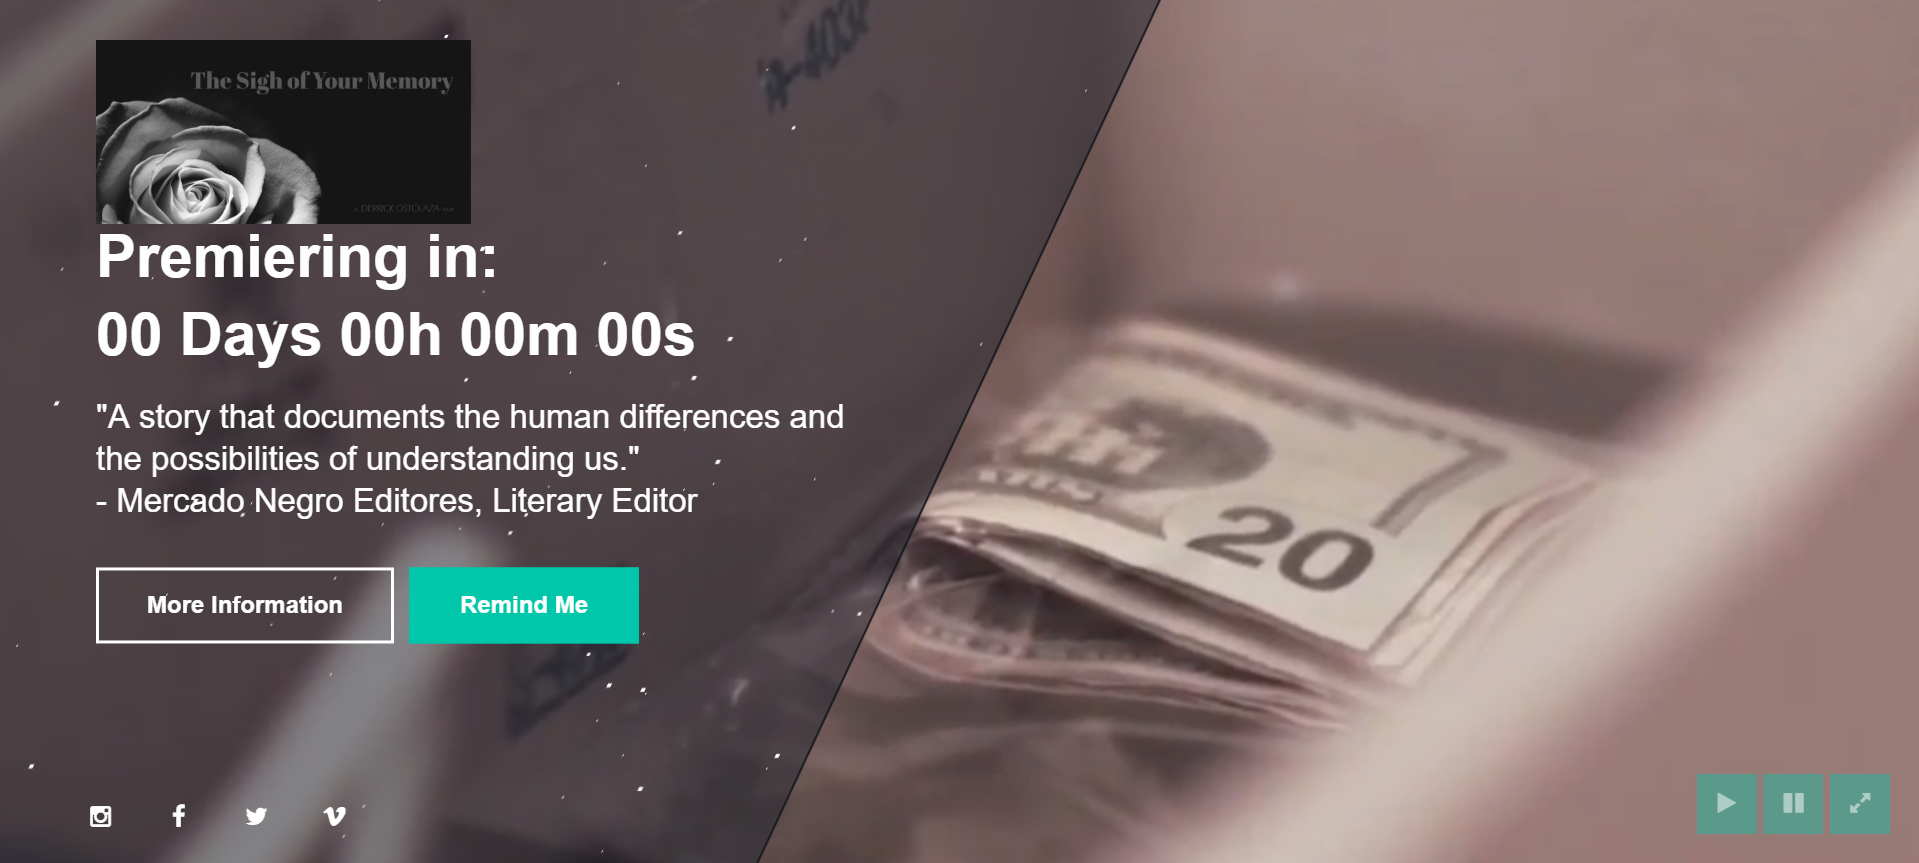 The Sigh of Your Memory
A DERRICK OSTOLAZA FILM
Premiering in:
00 Days 00h 00m 00s
"A story that documents the human differences and
the possibilities of understanding us."
- Mercado Negro Editores, Literary Editor
More Information
Remind Me
20